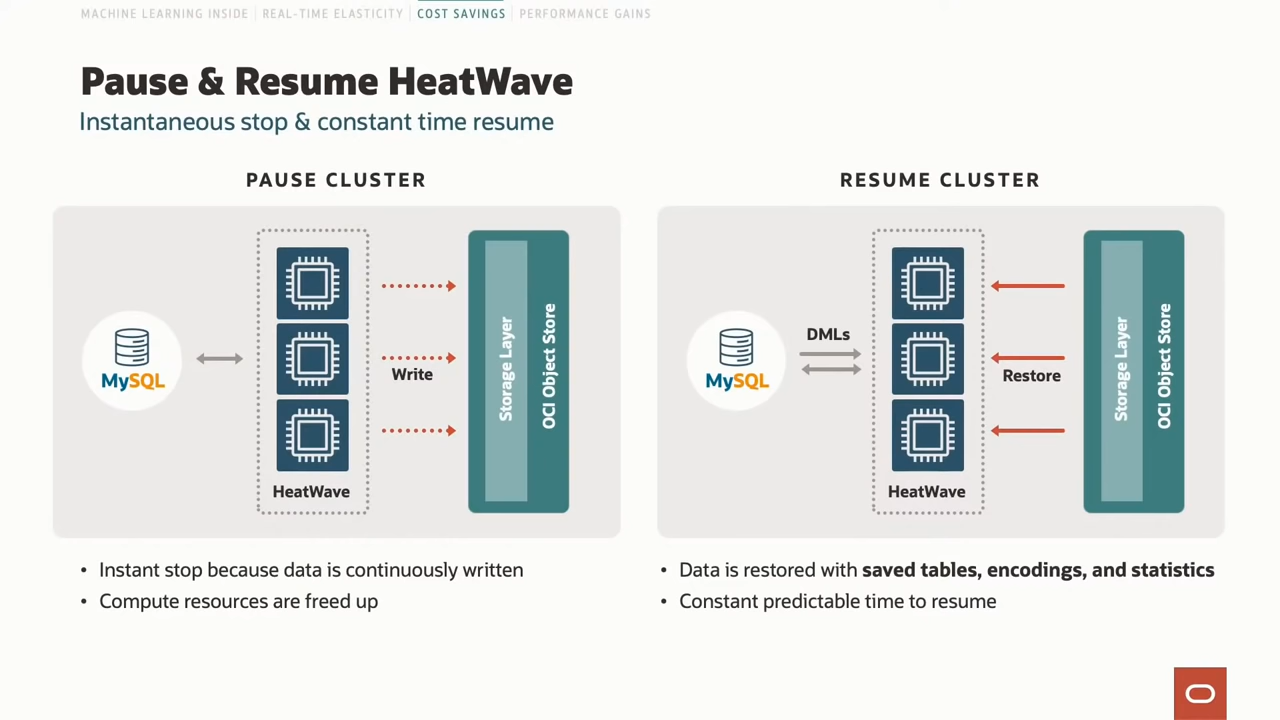 MACHINE LEARNING INSIDE | REAL-TIME ELASTICITY | COST SAVINGS | PERFORMANCE GAINS
Pause & Resume HeatWave
Instantaneous stop & constant time resume
PAUSE CLUSTER
MySQL
HeatWave
Write
Storage Layer
OCI Object Store
• Instant stop because data is continuously written
• Compute resources are freed up
RESUME CLUSTER
MySQL
DMLs
HeatWave
Restore
Storage Layer
OCI Object Store
• Data is restored with saved tables, encodings, and statistics
• Constant predictable time to resume